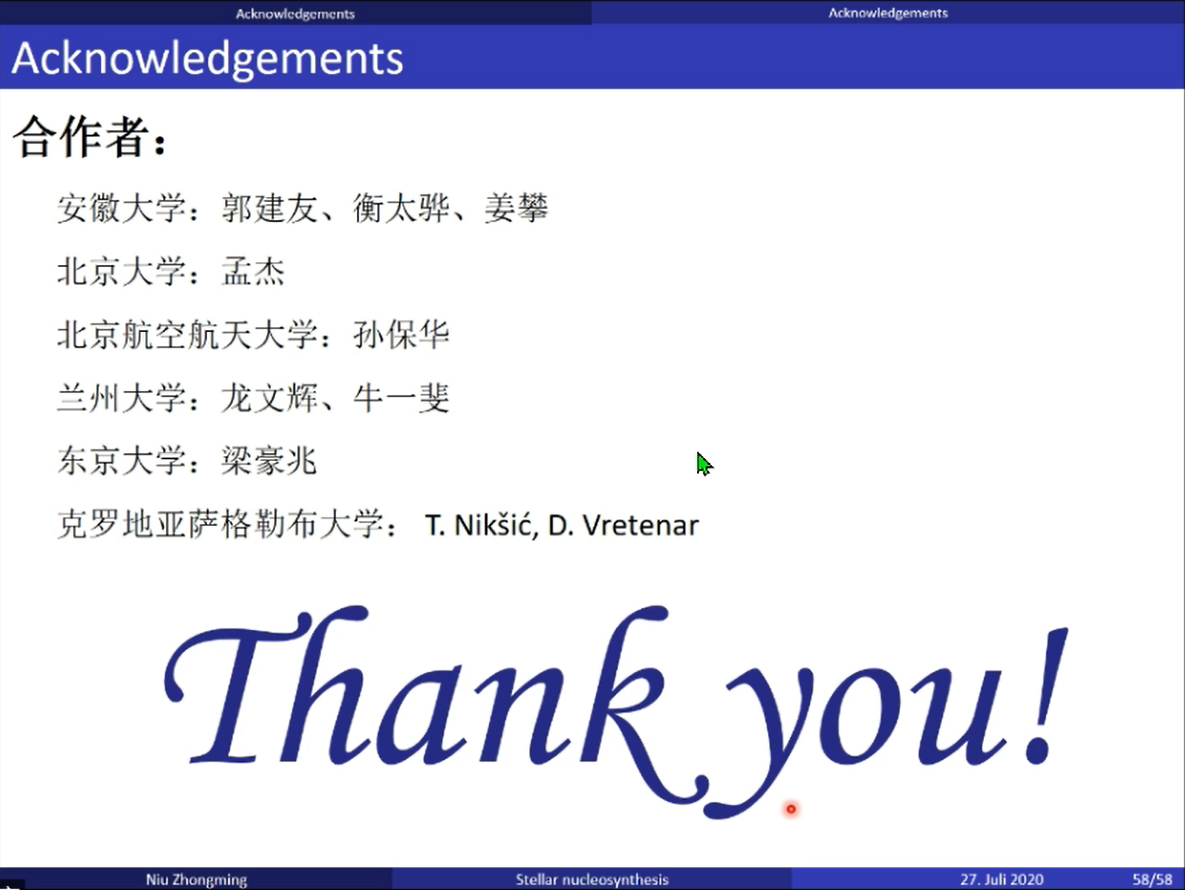 Acknowledgements Acknowledgements
Acknowledgements
合作者：
安徽大学：郭建友、衡太骅、姜攀
北京大学：孟杰
北京航空航天大学：孙保华
兰州大学：龙文辉、牛一斐
东京大学：梁豪兆
克罗地亚萨格勒布大学： T. Nikšić, D. Vretenar
Thank you!
Niu Zhongming Stellar nucleosynthesis 27. Juli 2020 58/58